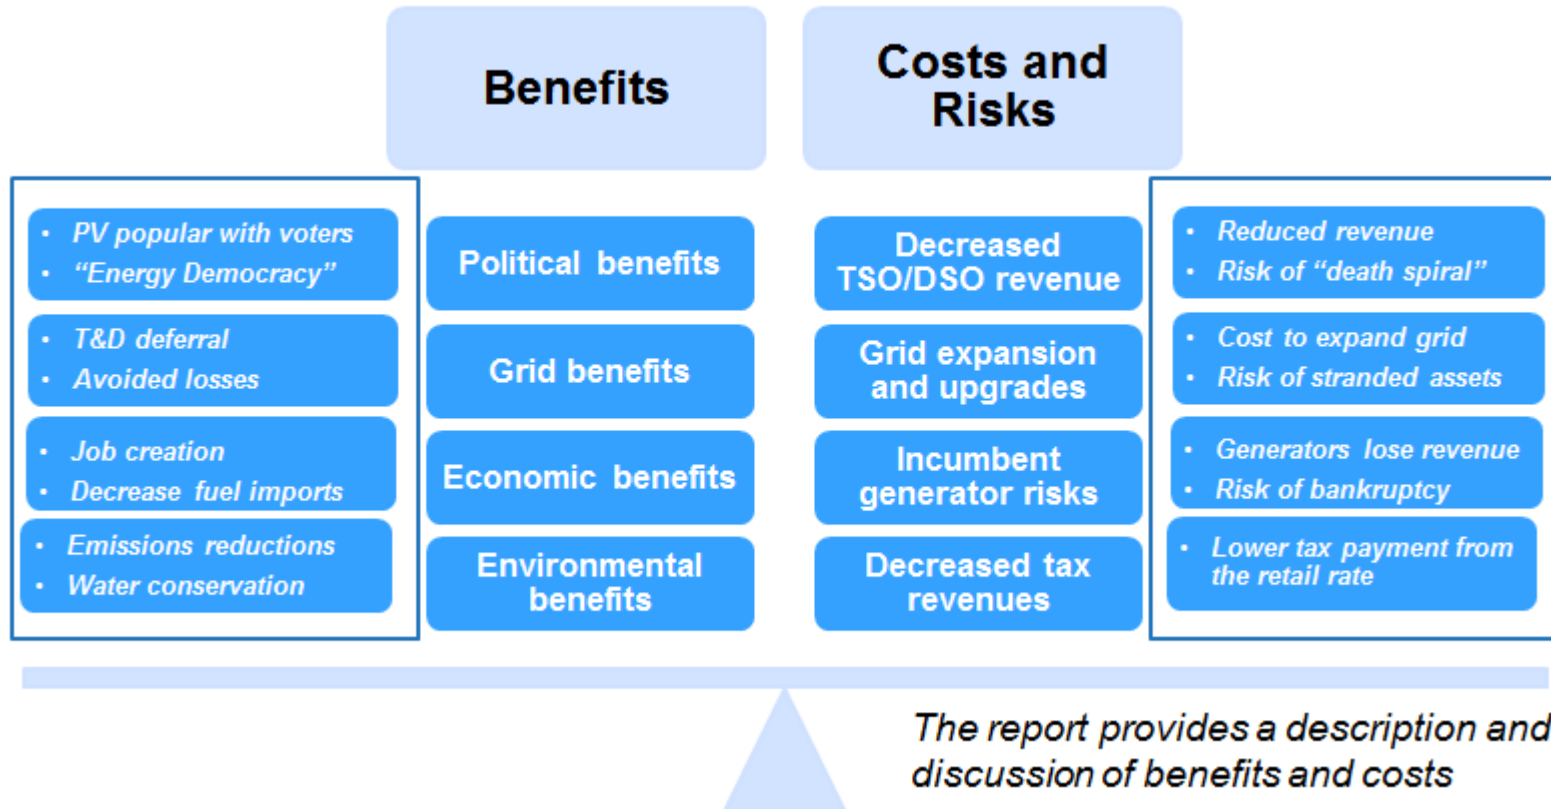 Benefits
Costs and
Risks
• PV popular with voters
• “Energy Democracy”
Political benefits
Decreased
TSO/DSO revenue
• Reduced revenue
• Risk of “death spiral”
• T&D deferral
• Avoided losses
Grid benefits
Grid expansion
and upgrades
• Cost to expand grid
• Risk of stranded assets
• Job creation
• Decrease fuel imports
Economic benefits
Incumbent
generator risks
• Generators lose revenue
• Risk of bankruptcy
• Emissions reductions
• Water conservation
Environmental
benefits
Decreased tax
revenues
• Lower tax payment from
the retail rate
The report provides a description and
discussion of benefits and costs